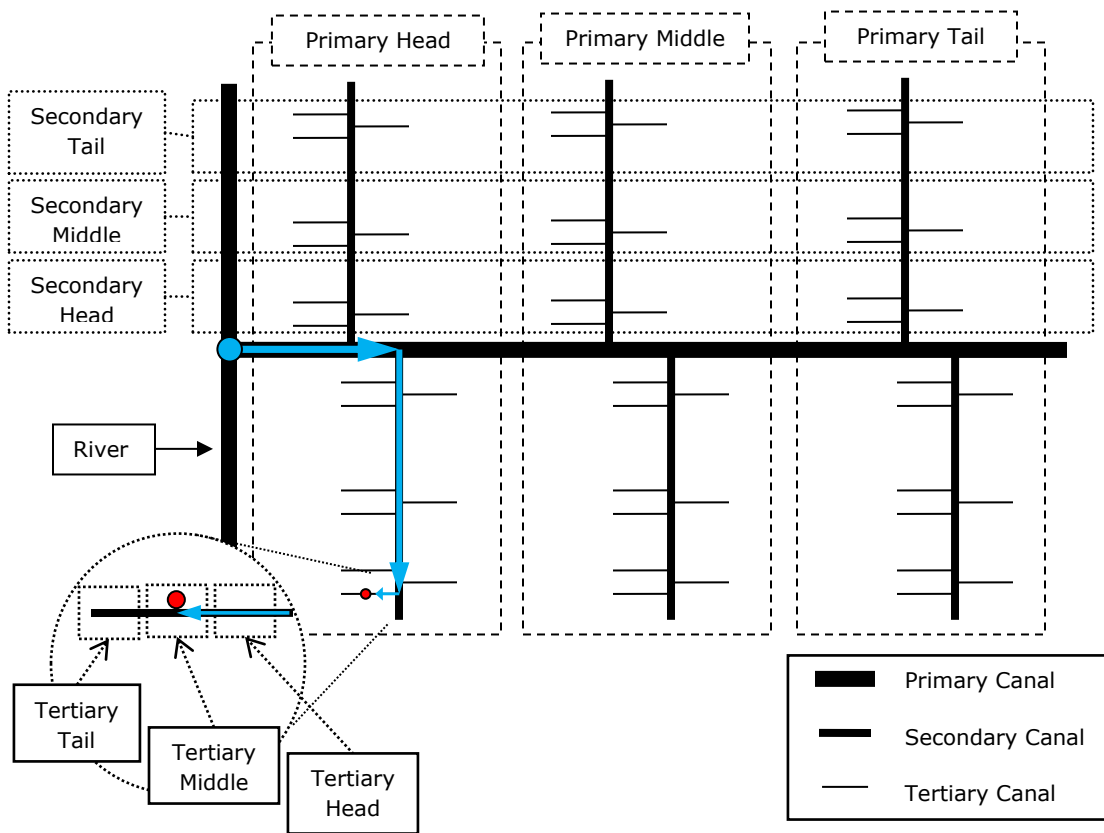 Primary Head
Primary Middle
Primary Tail
Secondary
Tail
Secondary
Middle
Secondary
Head
River
Tertiary
Tail
Tertiary
Middle
Tertiary
Head
Primary Canal
Secondary Canal
Tertiary Canal